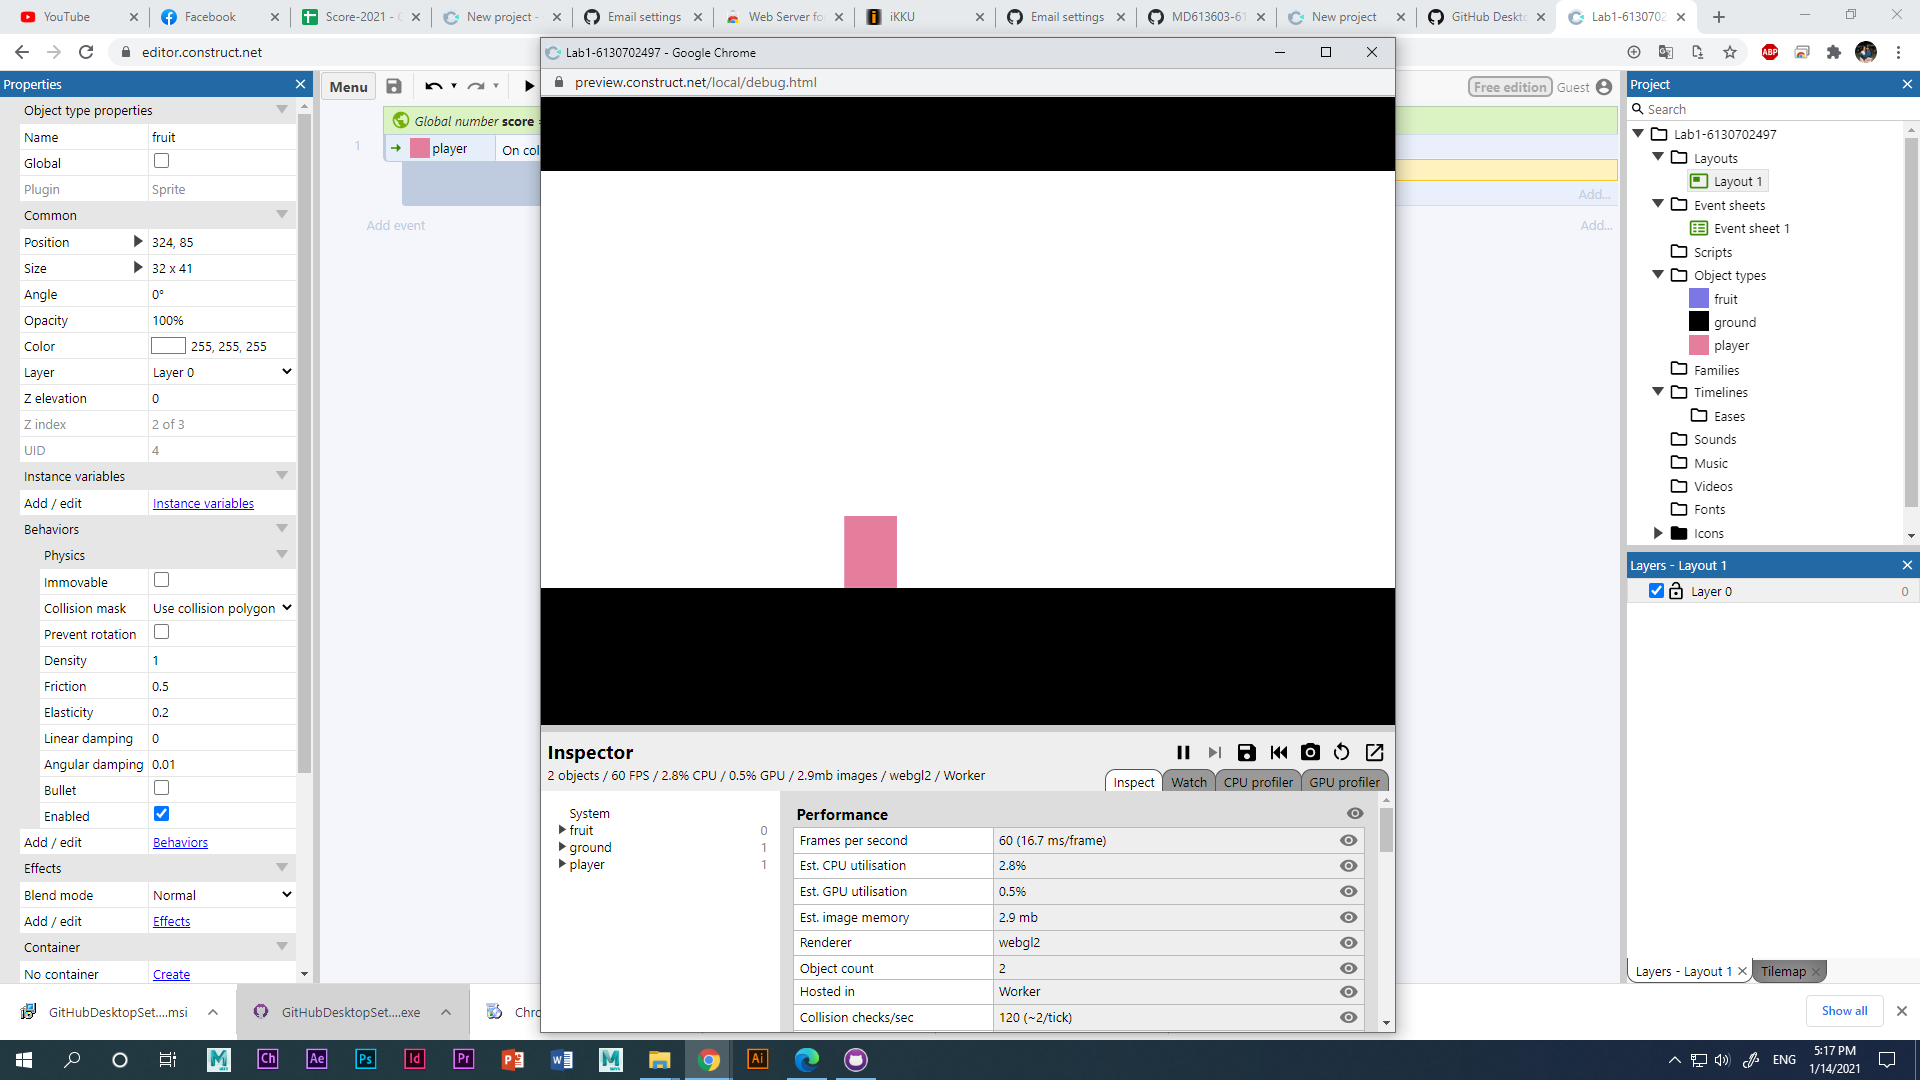 YouTube
Facebook
Score-2021 -
New project -
Email settings
Web Server fo
iKKU
Email settings
MD613603-61
New project
GitHub Deskto
Lab1-6130702
editor.construct.net
Lab1-6130702497 - Google Chrome
preview.construct.net/local/debug.html
Properties
Object type properties
Name fruit
Global
Plugin Sprite
Common
Position 324, 85
Size 32 x 41
Angle 0°
Opacity 100%
Color 255, 255, 255
Layer Layer 0
Z elevation 0
Z index 2 of 3
UID 4
Instance variables
Add / edit Instance variables
Behaviors
Physics
Immovable
Collision mask Use collision polygon
Prevent rotation
Density 1
Friction 0.5
Elasticity 0.2
Linear damping 0
Angular damping 0.01
Bullet
Enabled
Add / edit Behaviors
Effects
Blend mode Normal
Add / edit Effects
Container
No container Create
Menu
Free edition Guest
Global number score =
1 player On col
Add...
Add event Add...
Inspector
2 objects / 60 FPS / 2.8% CPU / 0.5% GPU / 2.9mb images / webgl2 / Worker
Inspect Watch CPU profiler GPU profiler
System
fruit 0
ground 1
player 1
Performance
Frames per second 60 (16.7 ms/frame)
Est. CPU utilisation 2.8%
Est. GPU utilisation 0.5%
Est. image memory 2.9 mb
Renderer webgl2
Object count 2
Hosted in Worker
Collision checks/sec 120 (~2/tick)
Project
Search
Lab1-6130702497
Layouts
Layout 1
Event sheets
Event sheet 1
Scripts
Object types
fruit
ground
player
Families
Timelines
Eases
Sounds
Music
Videos
Fonts
Icons
Layers - Layout 1
Layer 0 0
Layers - Layout 1 Tilemap
GitHubDesktopSet....msi
GitHubDesktopSet....exe
Chro
Show all
Ch Ae Ps Id Pr Ai
ENG
5:17 PM
1/14/2021